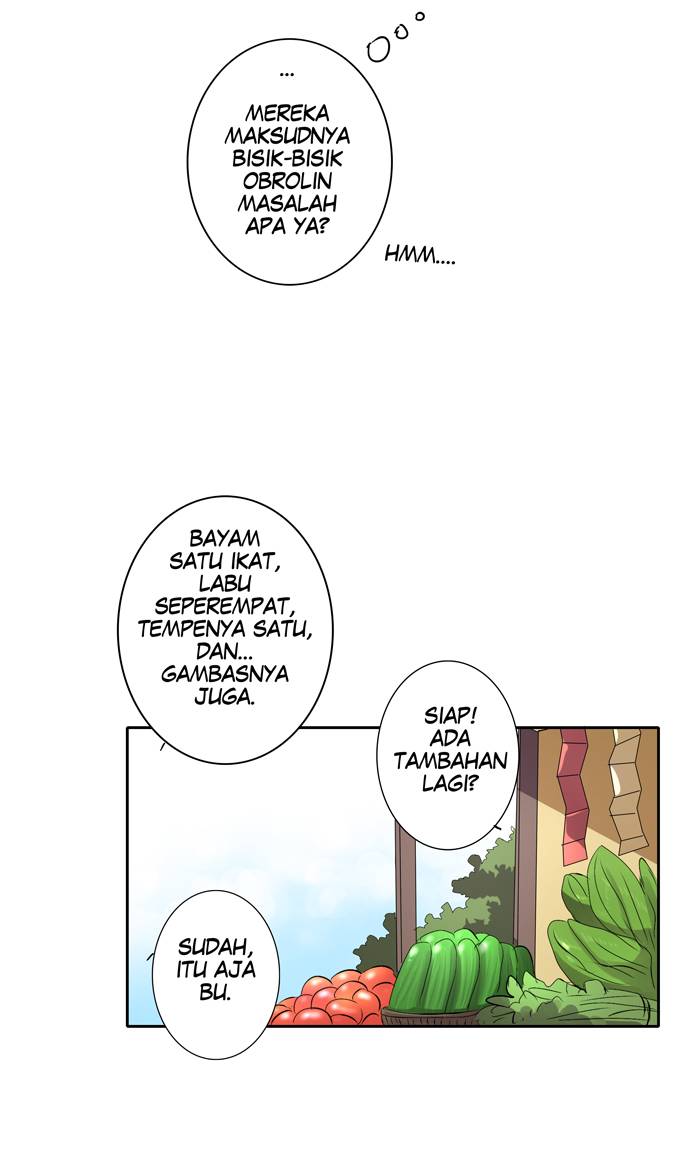 ...
MEREKA
MAKSUDNYA
BISIK-BISIK
OBROLIN
MASALAH
APA YA?
HMM....
BAYAM
SATU IKAT,
LABU
SEPEREMPAT,
TEMPENYA SATU,
DAN...
GAMBASNYA
JUGA.
SIAP!
ADA
TAMBAHAN
LAGI?
SUDAH,
ITU AJA
BU.